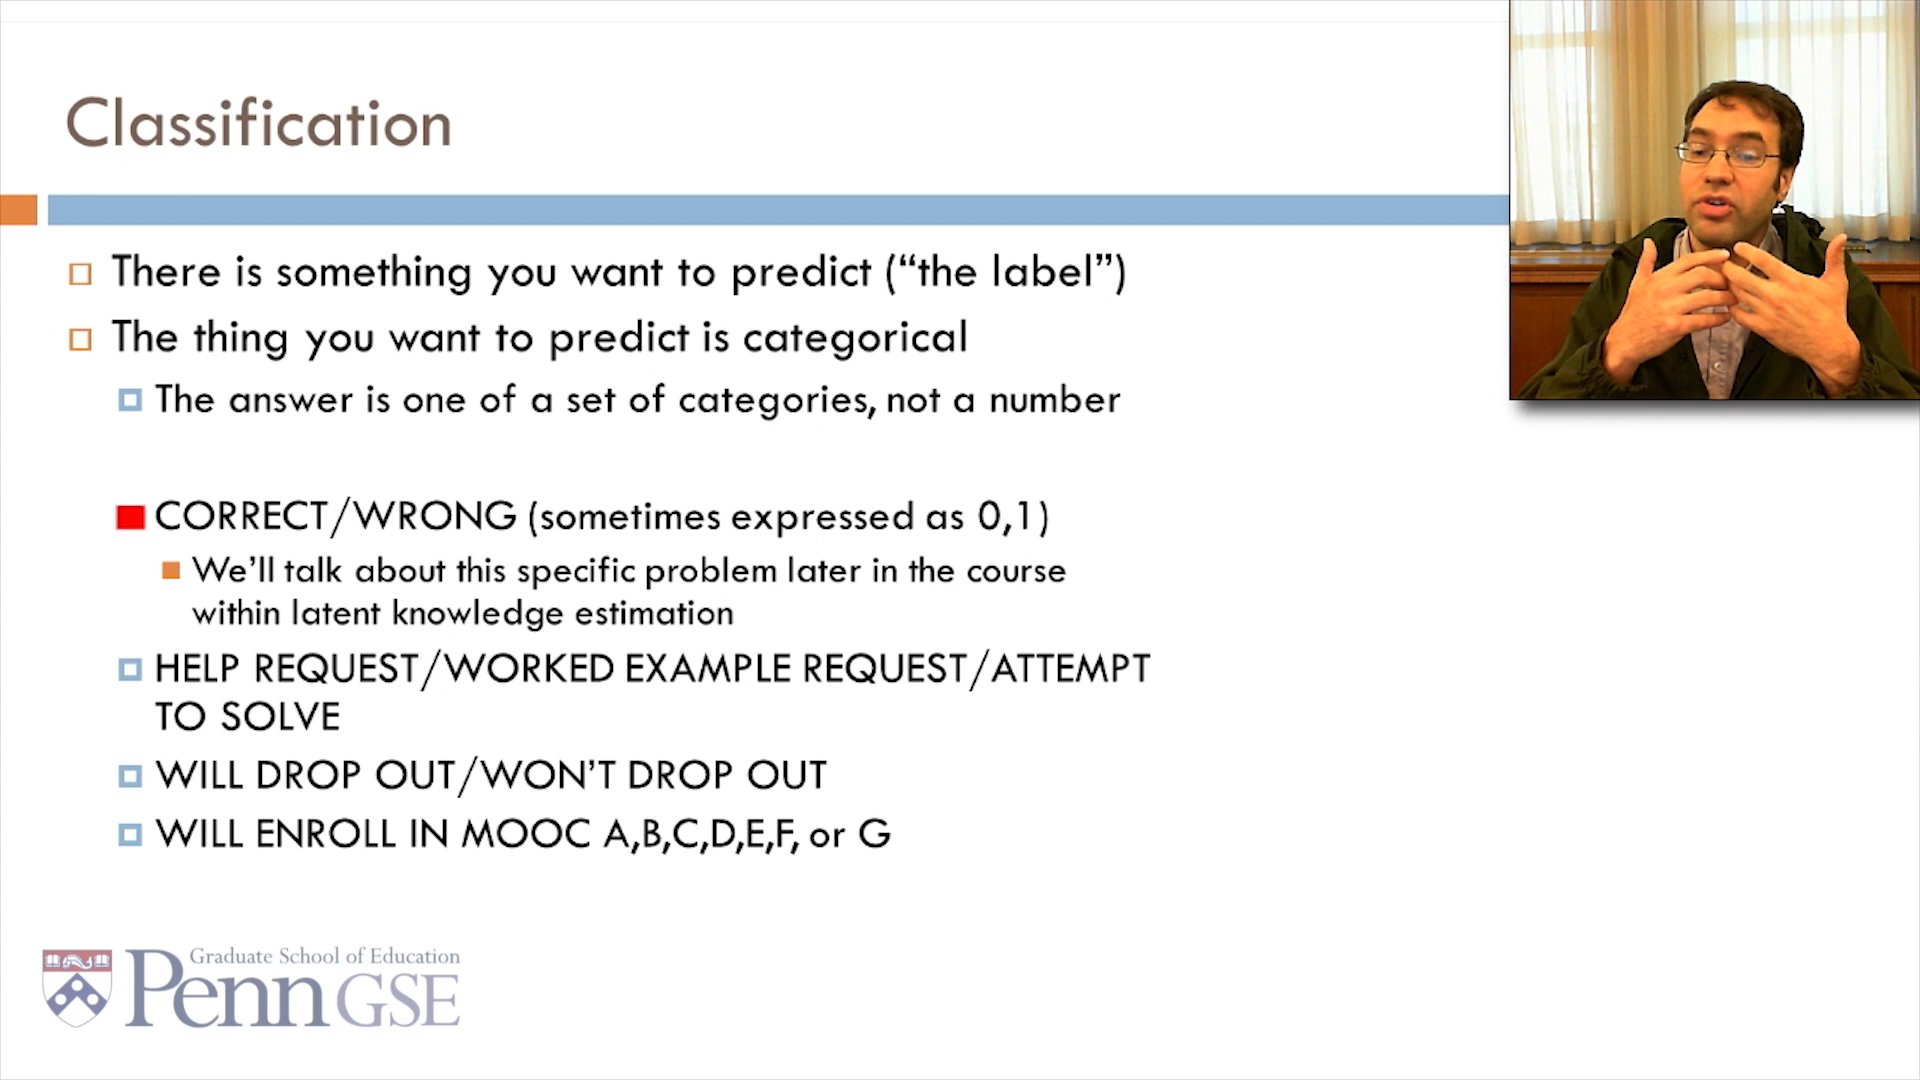 Classification
There is something you want to predict (“the label”)
The thing you want to predict is categorical
The answer is one of a set of categories, not a number
CORRECT/WRONG (sometimes expressed as 0,1)
We’ll talk about this specific problem later in the course
within latent knowledge estimation
HELP REQUEST/WORKED EXAMPLE REQUEST/ATTEMPT
TO SOLVE
WILL DROP OUT/WON’T DROP OUT
WILL ENROLL IN MOOC A,B,C,D,E,F, or G
Graduate School of Education
Penn GSE